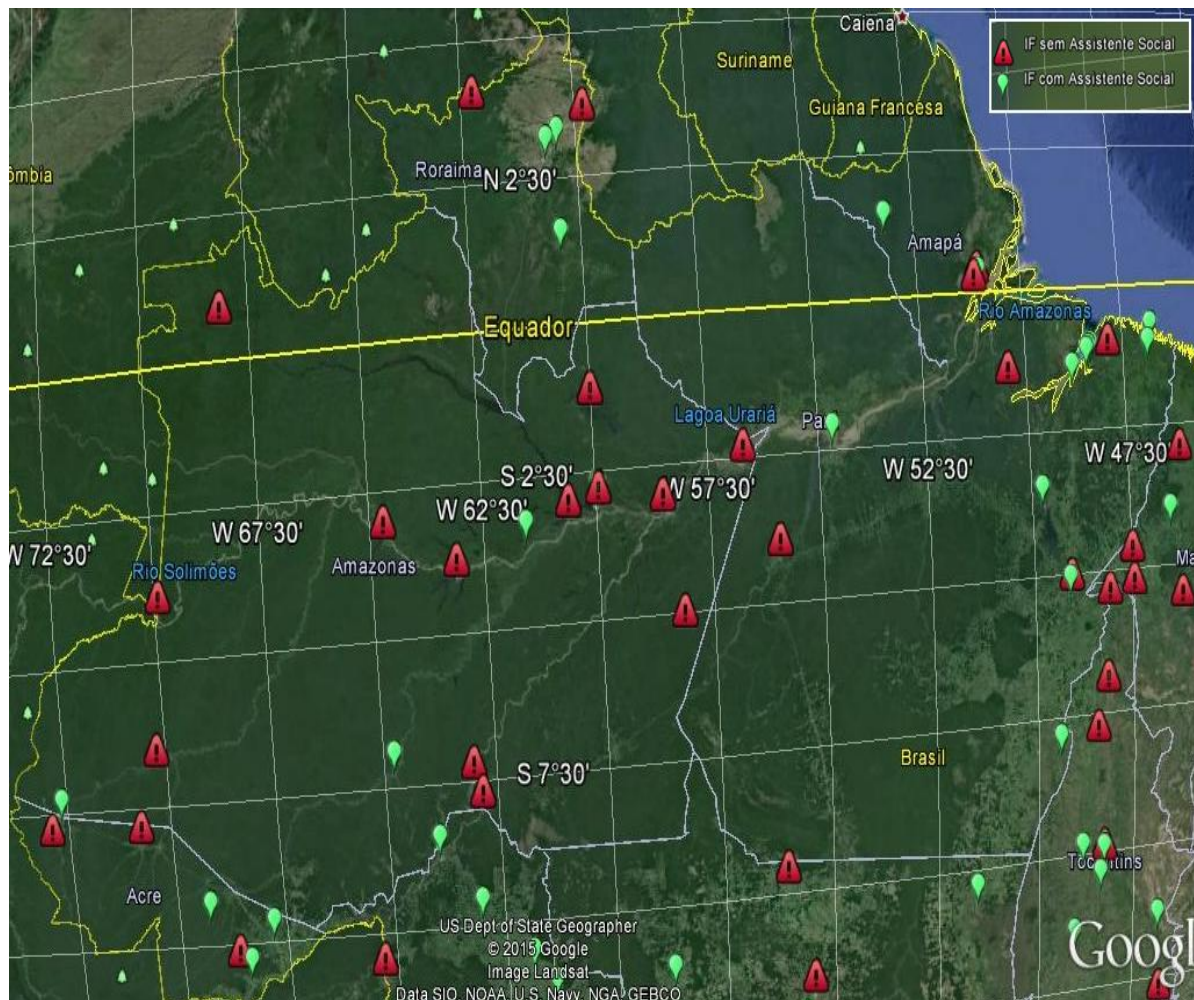 Caiena
IF sem Assistente Social
Suriname
IF com Assistente Social
Guiana Francesa
ômbia
Roraima
N 2°30'
Amapá
Rio Amazonas
Equador
Lagoa Urariá
Par
W 47°30'
S 2°30'
W 57°30'
W 52°30'
W 62°30'
W 67°30'
W 72°30'
Ma
Rio Solimões
Amazonas
Brasil
S 7°30'
Tocantins
Acre
US Dept of State Geographer
© 2015 Google
Image Landsat
Data SIO, NOAA, U.S. Navy, NGA, GEBCO
Googl